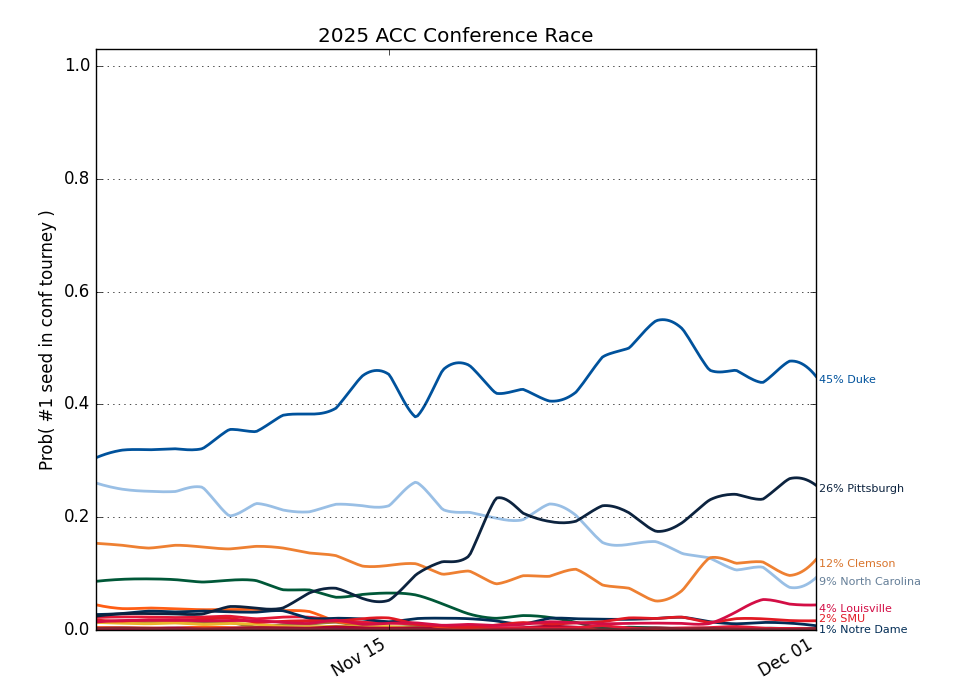 2025 ACC Conference Race
Prob( #1 seed in conf tourney )
1.0
0.8
0.6
0.4
0.2
0.0
45% Duke
26% Pittsburgh
12% Clemson
9% North Carolina
4% Louisville
2% SMU
1% Notre Dame
Nov 15
Dec 01